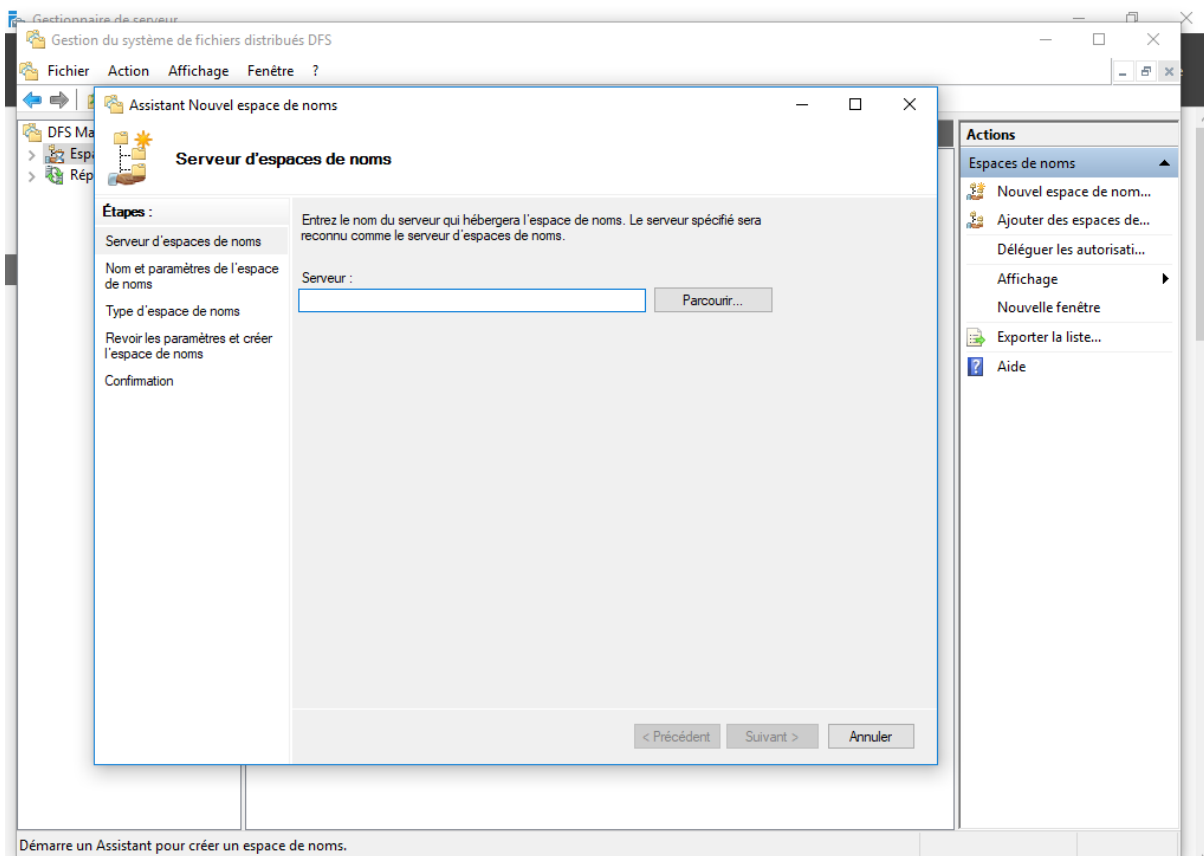 Gestionnaire de serveur
Gestion du système de fichiers distribués DFS
Fichier Action Affichage Fenêtre ?
DFS Ma
Esp
Rép
Assistant Nouvel espace de noms
Serveur d'espaces de noms
Étapes :
Serveur d'espaces de noms
Nom et paramètres de l'espace
de noms
Type d'espace de noms
Revoir les paramètres et créer
l'espace de noms
Confirmation
Entrez le nom du serveur qui hébergera l'espace de noms. Le serveur spécifié sera
reconnu comme le serveur d'espaces de noms.
Serveur :
Parcourir...
< Précédent Suivant > Annuler
Actions
Espaces de noms
Nouvel espace de nom...
Ajouter des espaces de...
Déléguer les autorisati...
Affichage
Nouvelle fenêtre
Exporter la liste...
Aide
Démarre un Assistant pour créer un espace de noms.